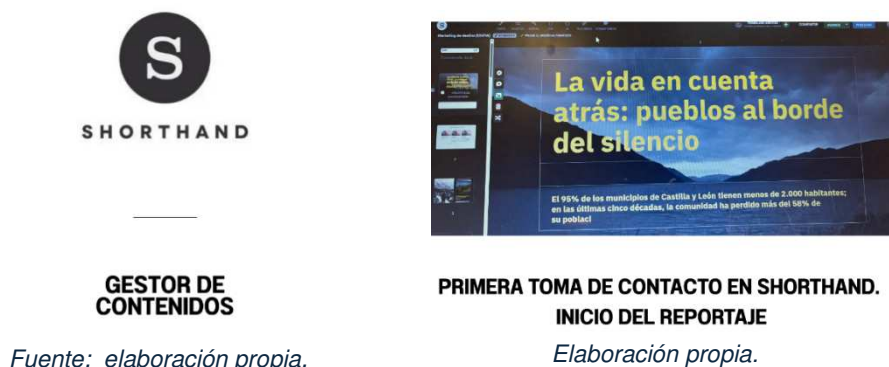 S
SHORTHAND
GESTOR DE
CONTENIDOS
Fuente: elaboración propia.
La vida en cuenta
atrás: pueblos al borde
del silencio
El 95% de los municipios de Castilla y León tienen menos de 2.000 habitantes;
en las últimas cinco décadas, la comunidad ha perdido más del 58% de
su poblaci
PRIMERA TOMA DE CONTACTO EN SHORTHAND.
INICIO DEL REPORTAJE
Elaboración propia.